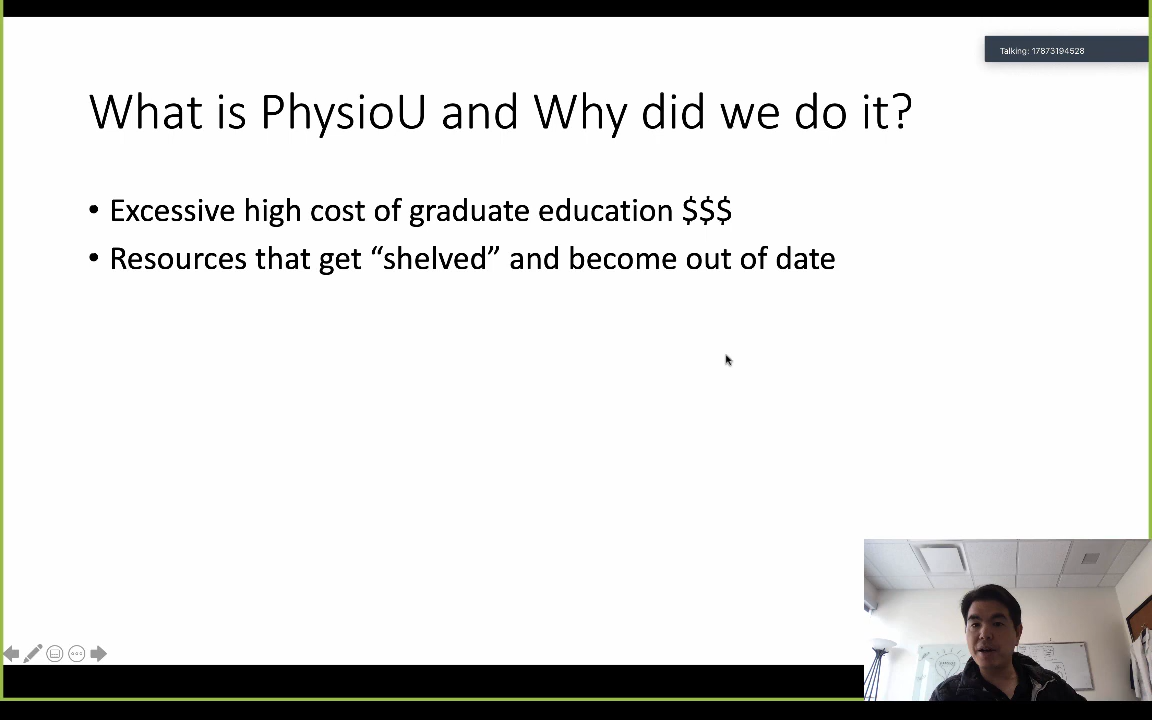 Talking: 17873194528
What is PhysioU and Why did we do it?
• Excessive high cost of graduate education $$$
• Resources that get “shelved” and become out of date